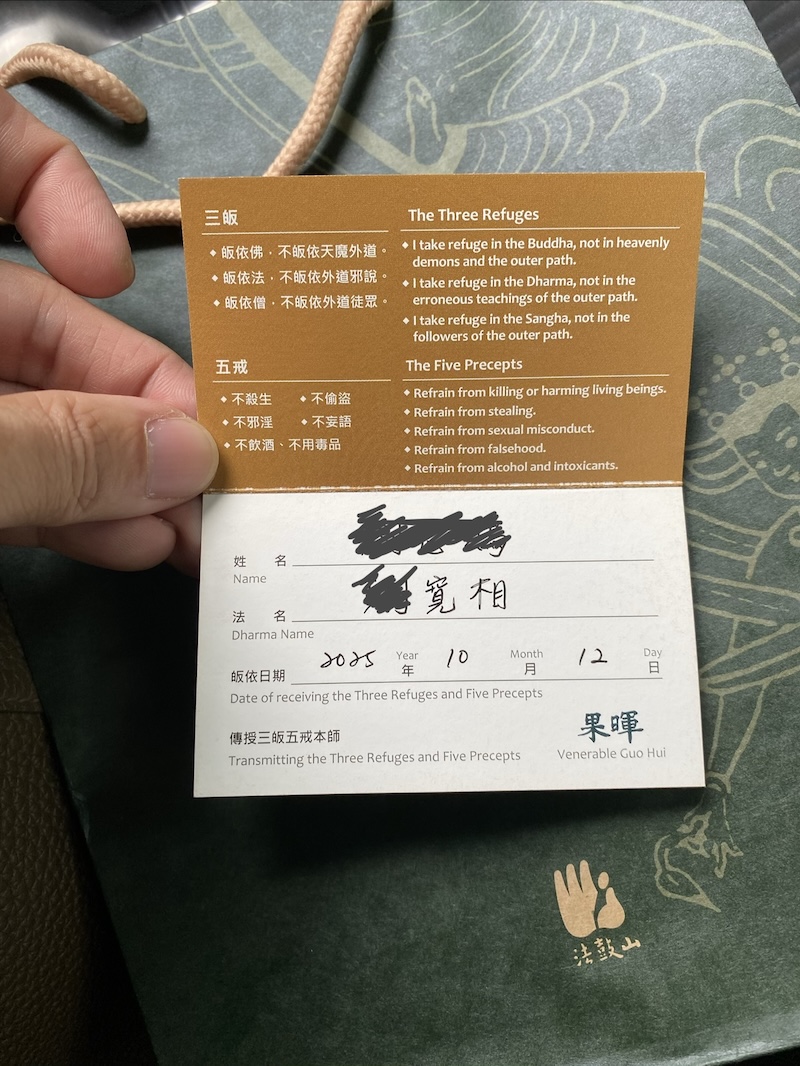 三皈
◆ 皈依佛，不皈依天魔外道。
◆ 皈依法，不皈依外道邪說。
◆ 皈依僧，不皈依外道徒眾。
The Three Refuges
◆ I take refuge in the Buddha, not in heavenly
demons and the outer path.
◆ I take refuge in the Dharma, not in the
erroneous teachings of the outer path.
◆ I take refuge in the Sangha, not in the
followers of the outer path.
五戒
◆ 不殺生 ◆ 不偷盜
◆ 不邪淫 ◆ 不妄語
◆ 不飲酒、不用毒品
The Five Precepts
◆ Refrain from killing or harming living beings.
◆ Refrain from stealing.
◆ Refrain from sexual misconduct.
◆ Refrain from falsehood.
◆ Refrain from alcohol and intoxicants.
姓 名
Name
法 名 寬相
Dharma Name
皈依日期 2025 Year 年 10 Month 月 12 Day 日
Date of receiving the Three Refuges and Five Precepts
傳授三皈五戒本師 果暉
Transmitting the Three Refuges and Five Precepts Venerable Guo Hui
法鼓山